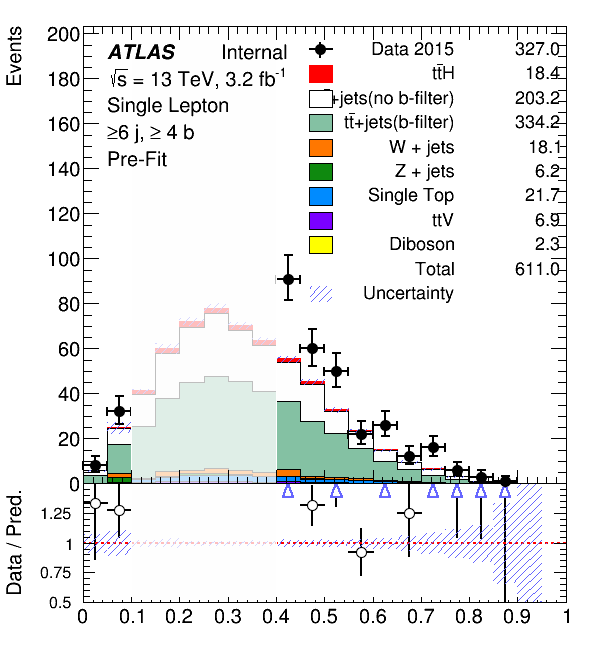 Events
200
180
160
140
120
100
80
60
40
20
0
ATLAS Internal
√s = 13 TeV, 3.2 fb⁻¹
Single Lepton
≥6 j, ≥ 4 b
Pre-Fit
Data 2015 327.0
tt̄H 18.4
+jets(no b-filter) 203.2
tt̄+jets(b-filter) 334.2
W + jets 18.1
Z + jets 6.2
Single Top 21.7
ttV 6.9
Diboson 2.3
Total 611.0
Uncertainty
Data / Pred.
1.25
1
0.75
0.5
0 0.1 0.2 0.3 0.4 0.5 0.6 0.7 0.8 0.9 1